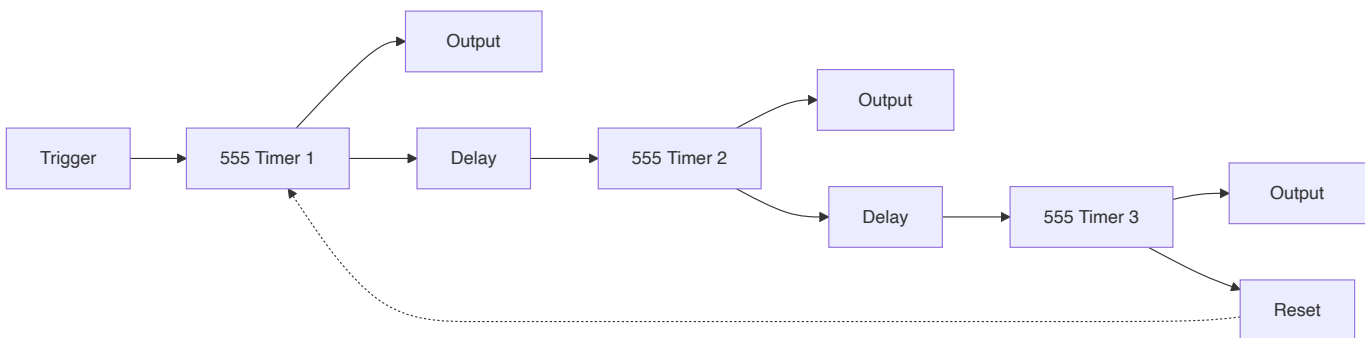 Output
Output
Trigger
555 Timer 1
Delay
555 Timer 2
Output
Delay
555 Timer 3
Reset